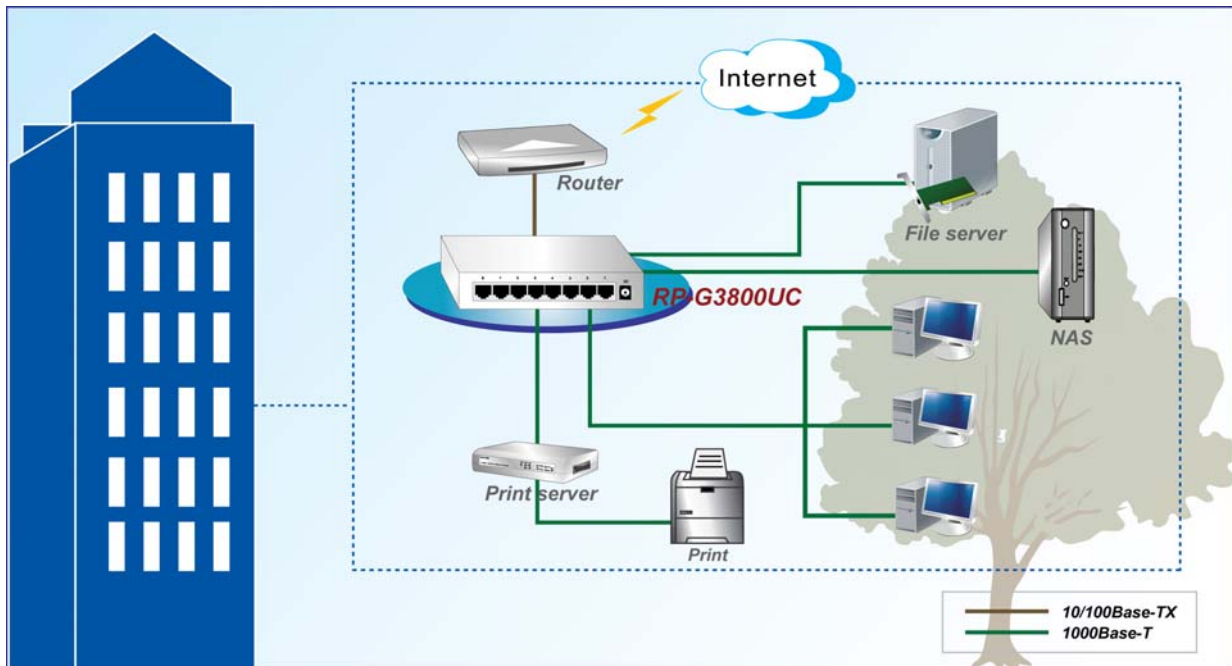 Internet
Router
File server
RP-G3800UC
NAS
Print server
Print
10/100Base-TX
1000Base-T